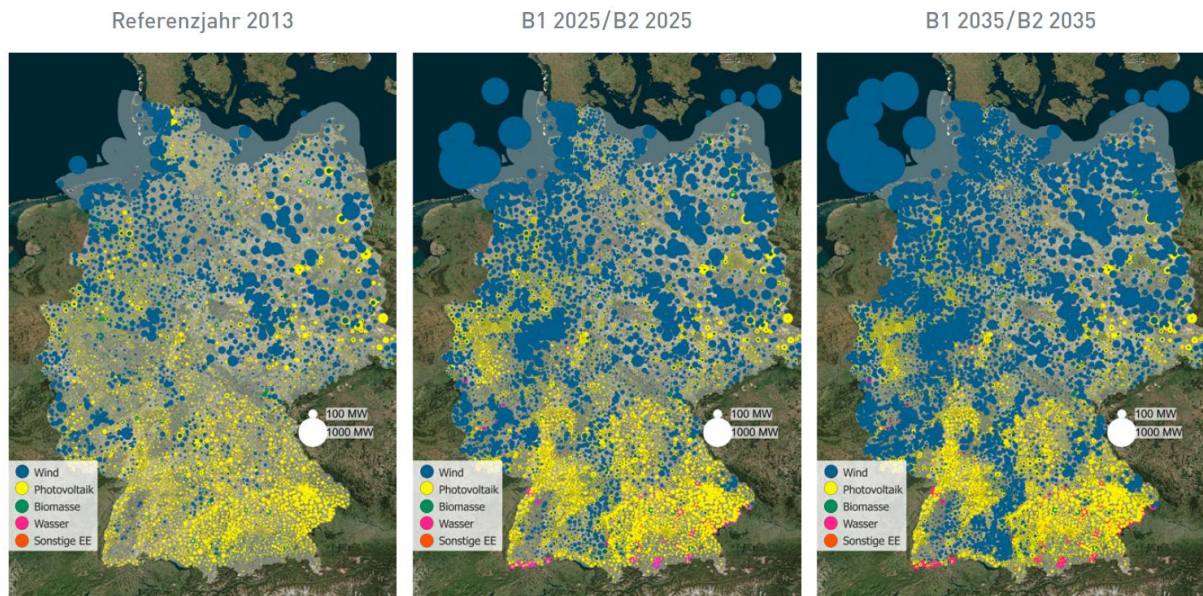 Referenzjahr 2013
B1 2025/B2 2025
B1 2035/B2 2035
100 MW
1000 MW
Wind
Photovoltaik
Biomasse
Wasser
Sonstige EE
100 MW
1000 MW
Wind
Photovoltaik
Biomasse
Wasser
Sonstige EE
100 MW
1000 MW
Wind
Photovoltaik
Biomasse
Wasser
Sonstige EE